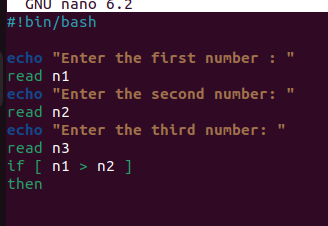 GNU nano 6.2
#!bin/bash
echo "Enter the first number : "
read n1
echo "Enter the second number: "
read n2
echo "Enter the third number: "
read n3
if [ n1 > n2 ]
then